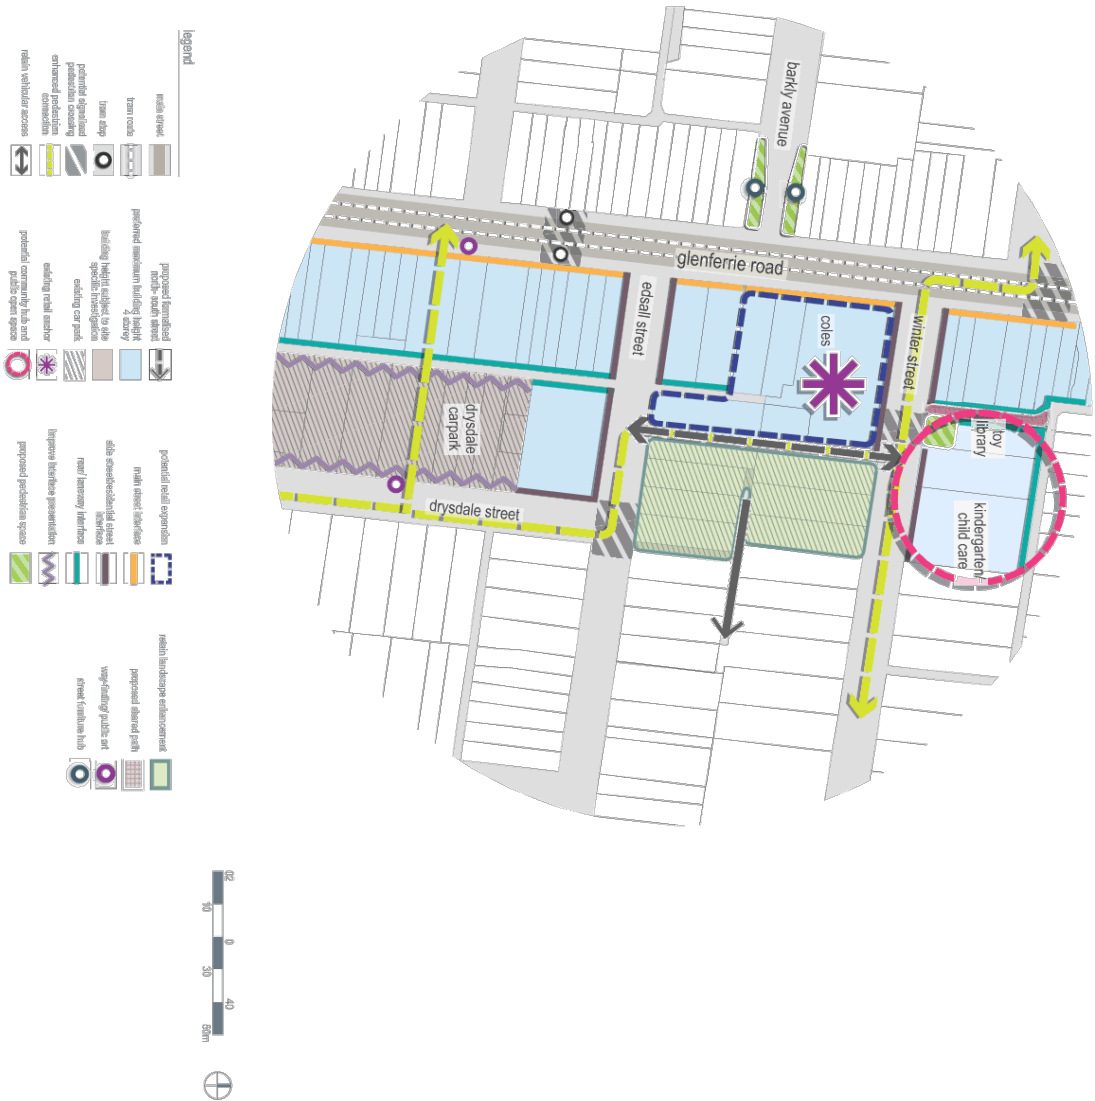 legend
main street
tram route
tram stop
potential signalised
pedestrian crossing
enhanced pedestrian
connection
retain vehicular access
proposed formalised
north- south street
preferred maximum building height
4 storey
building height subject to site
specific investigation
existing car park
existing retail anchor
potential community hub and
public open space
potential retail expansion
main street interface
side street/residential street
interface
rear/ laneway interface
improve interface presentation
proposed pedestrian space
retain landscape enhancement
proposed shared path
way-finding/ public art
street furniture hub
barkly avenue
glenferrie road
edsall street
coles
winter street
toy
library
kindergarten/
child care
drysdale
carpark
drysdale street
10
0
30
40